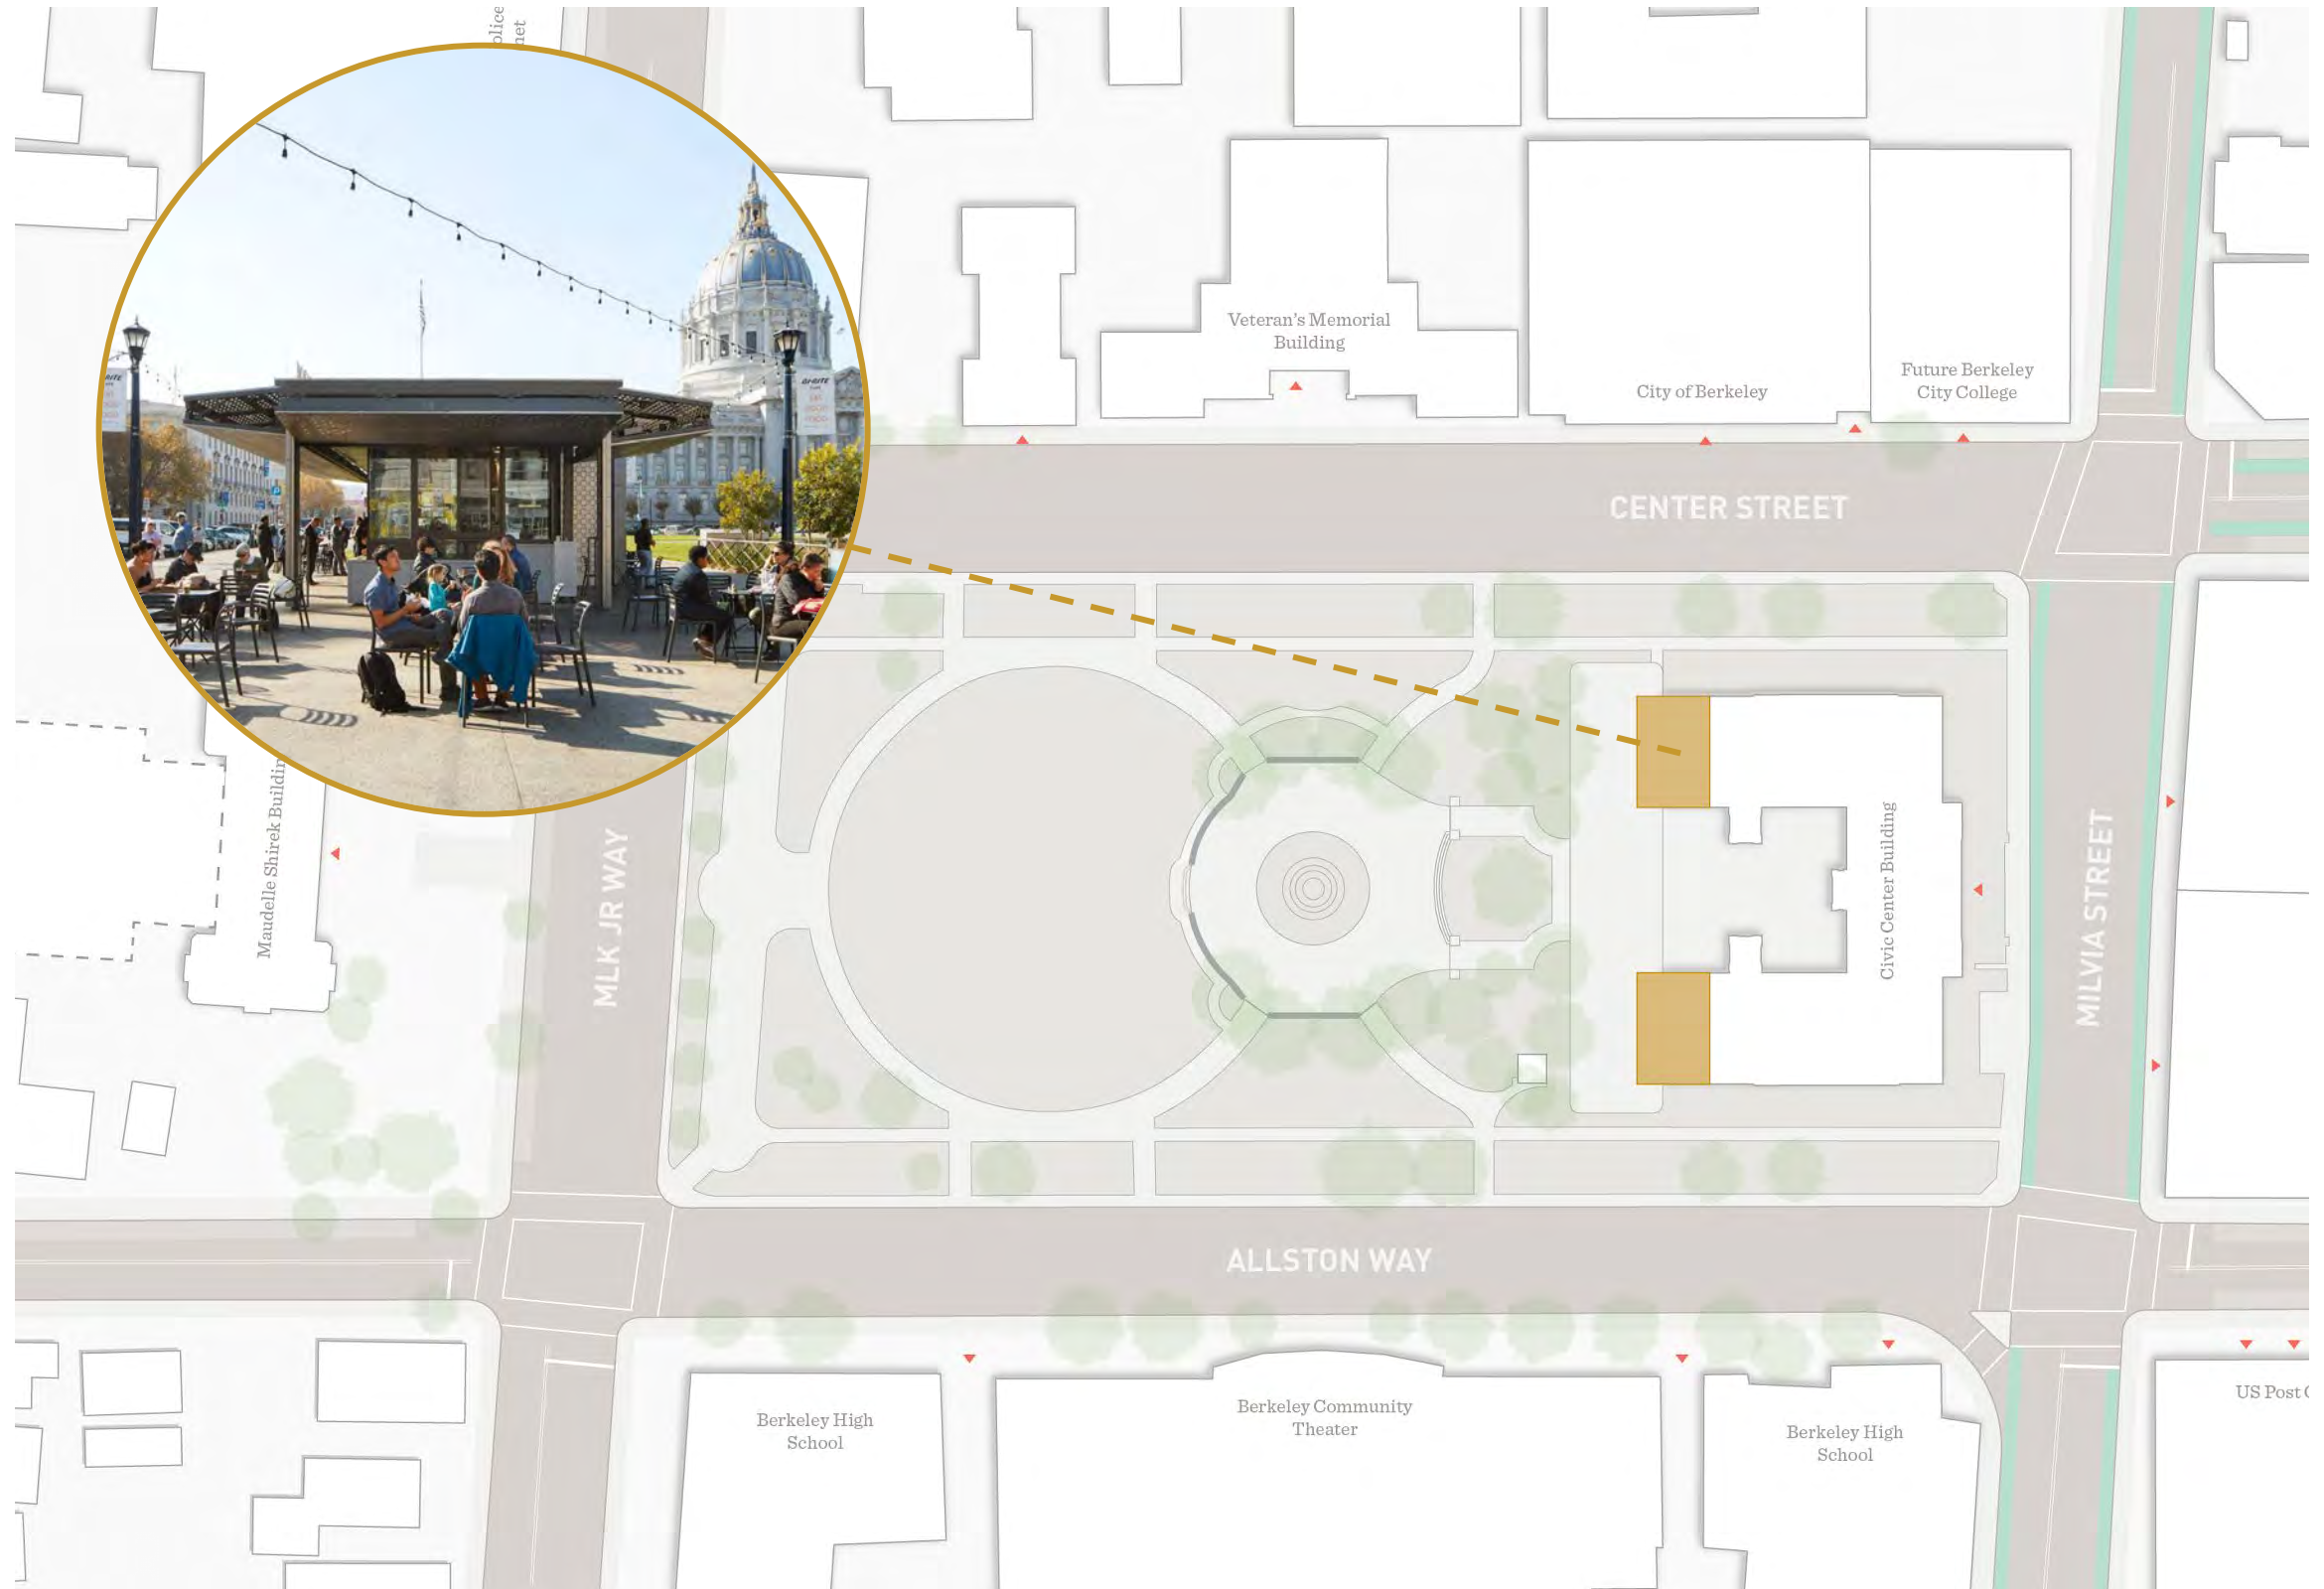 Veteran's Memorial
Building
City of Berkeley
Future Berkeley
City College
CENTER STREET
Maudelle Shirek
MLK JR WAY
Civic Center Building
MILVIA STREET
ALLSTON WAY
Berkeley High
School
Berkeley Community
Theater
Berkeley High
School
US Post